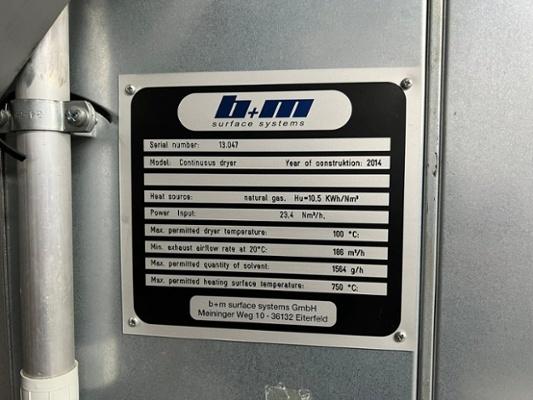 b+m
surface systems
Serial number: 13.047
Model: Continuous dryer Year of construktion: 2014
Heat source: natural gas, Hu=10,5 KWh/Nm³
Power Input: 23,4 Nm³/h,
Max. permitted dryer temperature: 100 °C:
Min. exhaust airflow rate at 20°C: 186 m³/h
Max. permitted quantity of solvent: 1564 g/h
Max. permitted heating surface temperature: 750 °C:
b+m surface systems GmbH
Meininger Weg 10 - 36132 Eiterfeld